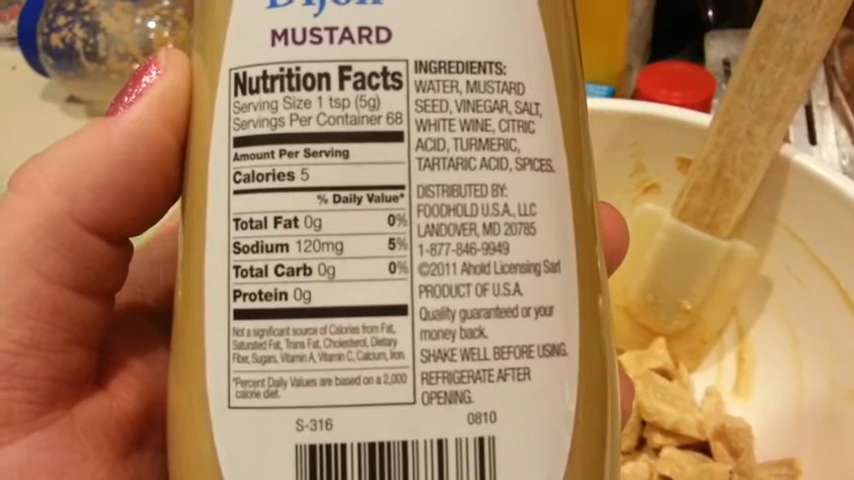 Dijon
MUSTARD
Nutrition Facts
Serving Size 1 tsp (5g)
Servings Per Container 68
Amount Per Serving
Calories 5
% Daily Value*
Total Fat 0g 0%
Sodium 120mg 5%
Total Carb 0g 0%
Protein 0g
Not a significant source of Calories from Fat,
Saturated Fat, Trans Fat, Cholesterol, Dietary
Fiber, Sugars, Vitamin A, Vitamin C, Calcium, Iron.
*Percent Daily Values are based on a 2,000
calorie diet.
INGREDIENTS:
WATER, MUSTARD
SEED, VINEGAR, SALT,
WHITE WINE, CITRIC
ACID, TURMERIC,
TARTARIC ACID, SPICES.
DISTRIBUTED BY:
FOODHOLD U.S.A., LLC
LANDOVER, MD 20785
1-877-846-9949
©2011 Ahold Licensing Sarl
PRODUCT OF U.S.A.
Quality guaranteed or your
money back.
SHAKE WELL BEFORE USING.
REFRIGERATE AFTER
OPENING.
S-316 0810